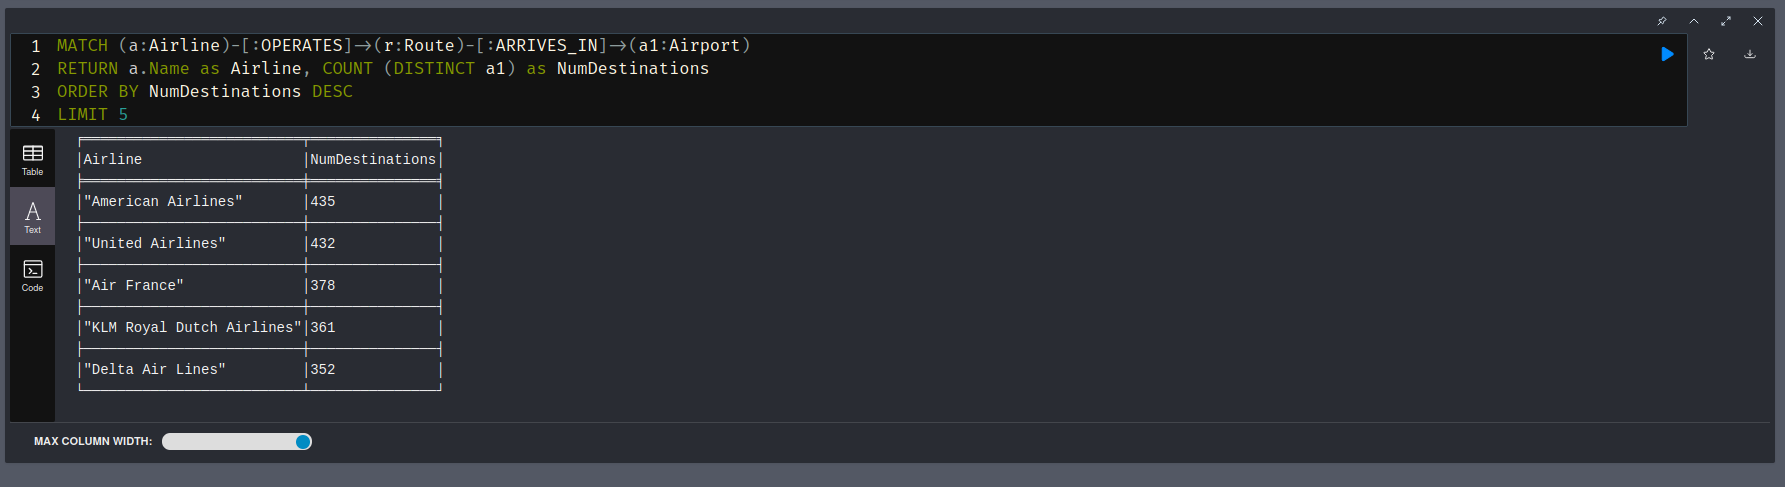 1 MATCH (a:Airline)-[:OPERATES]->(r:Route)-[:ARRIVES_IN]->(a1:Airport)
2 RETURN a.Name as Airline, COUNT (DISTINCT a1) as NumDestinations
3 ORDER BY NumDestinations DESC
4 LIMIT 5
Table
Text
Code
Airline NumDestinations
"American Airlines" 435
"United Airlines" 432
"Air France" 378
"KLM Royal Dutch Airlines" 361
"Delta Air Lines" 352
MAX COLUMN WIDTH: